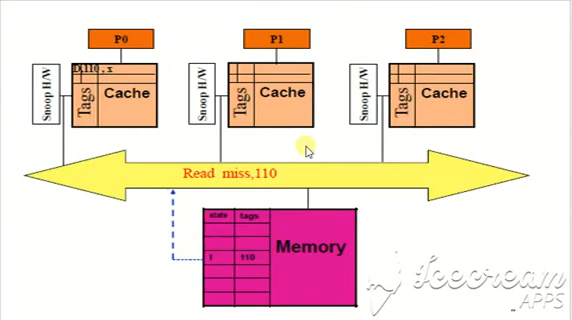 P0 P1 P2
D,110 , x
Snoop H/W Tags Cache Snoop H/W Tags Cache Snoop H/W Tags Cache
Read miss,110
state tags
Memory
I 110
Icecream
APPS